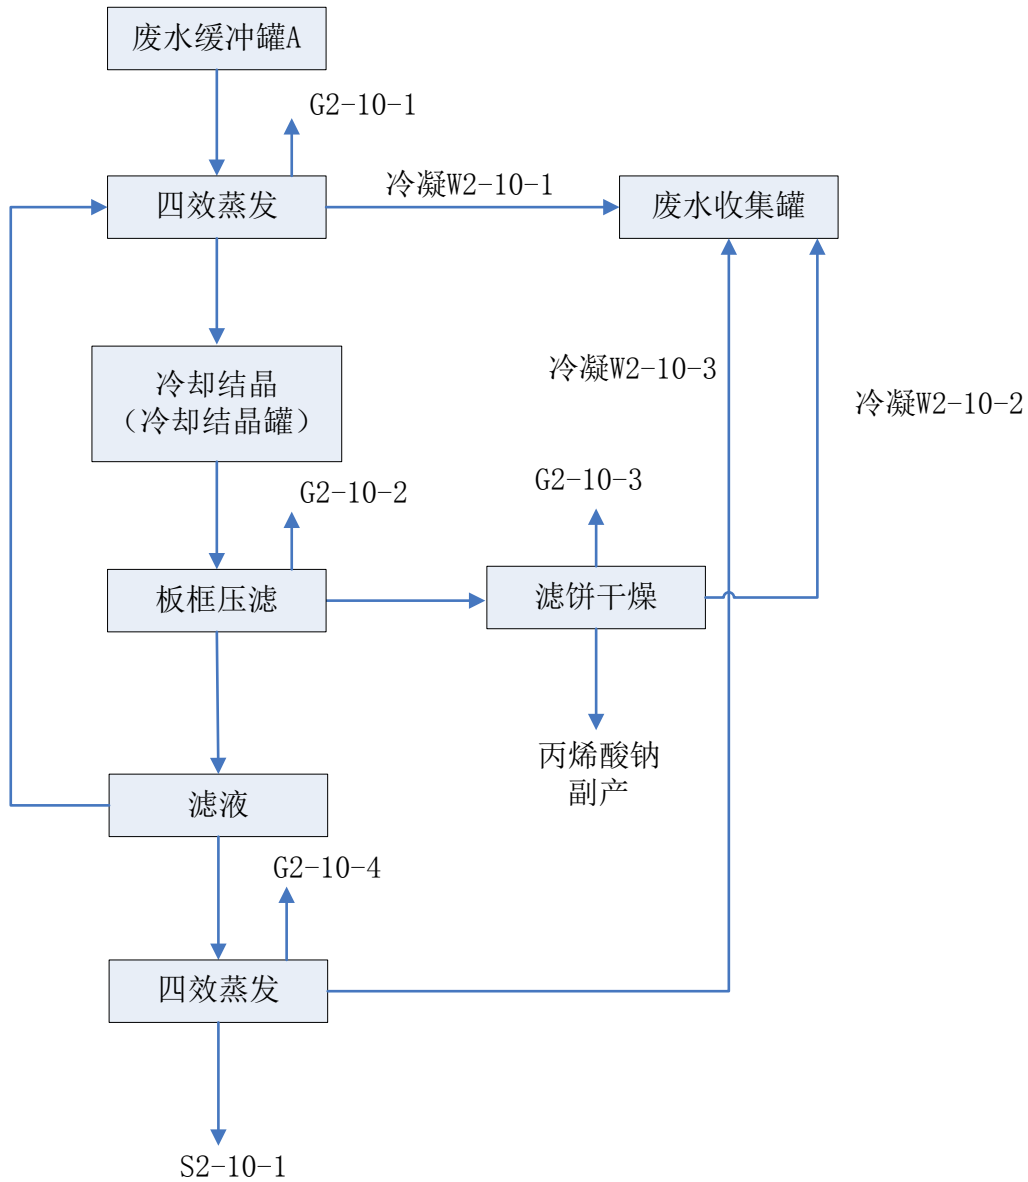 废水缓冲罐A
G2-10-1
四效蒸发
冷凝W2-10-1
废水收集罐
冷却结晶
（冷却结晶罐）
冷凝W2-10-3
冷凝W2-10-2
G2-10-2
G2-10-3
板框压滤
滤饼干燥
丙烯酸钠
副产
滤液
G2-10-4
四效蒸发
S2-10-1